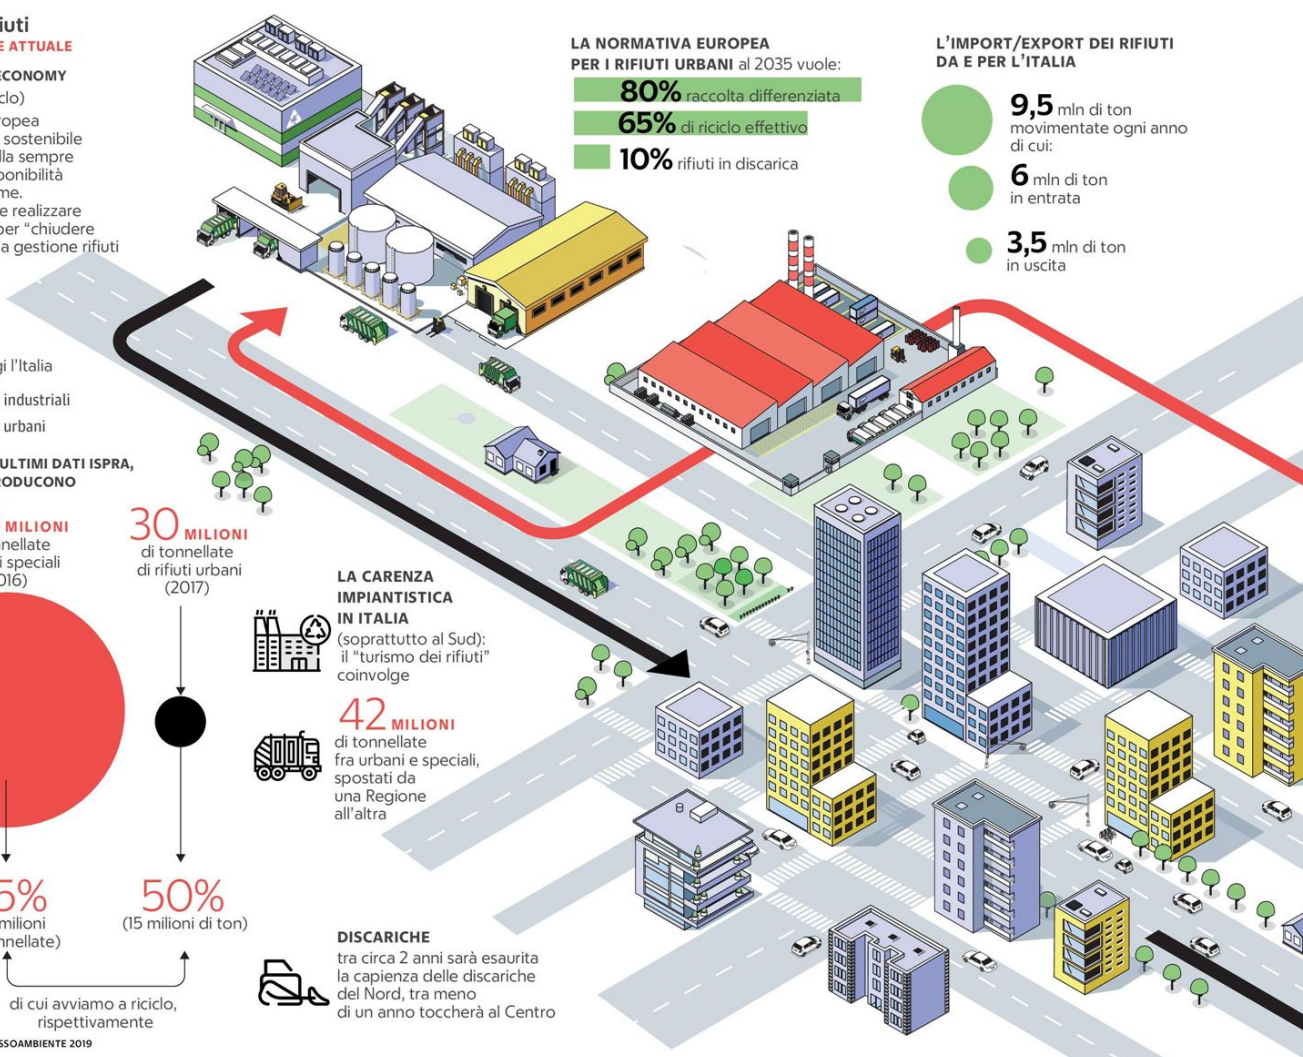 iuti
E ATTUALE
ECONOMY
clo)
ropea
sostenibile
lla sempre
ponibilità
me.
e realizzare
per “chiudere
a gestione rifiuti
gi l'Italia
industriali
urbani
ULTIMI DATI ISPRA,
RODUCONO
MILIONI
nnellate
i speciali
016)
30 MILIONI
di tonnellate
di rifiuti urbani
(2017)
5%
milioni
nnellate)
50%
(15 milioni di ton)
di cui avviamo a riciclo,
rispettivamente
SSOAMBIENTE 2019
LA CARENZA
IMPIANTISTICA
IN ITALIA
(soprattutto al Sud):
il “turismo dei rifiuti”
coinvolge
42 MILIONI
di tonnellate
fra urbani e speciali,
spostati da
una Regione
all'altra
DISCARICHE
tra circa 2 anni sarà esaurita
la capienza delle discariche
del Nord, tra meno
di un anno toccherà al Centro
LA NORMATIVA EUROPEA
PER I RIFIUTI URBANI al 2035 vuole:
80% raccolta differenziata
65% di riciclo effettivo
10% rifiuti in discarica
L'IMPORT/EXPORT DEI RIFIUTI
DA E PER L'ITALIA
9,5 mln di ton
movimentate ogni anno
di cui:
6 mln di ton
in entrata
3,5 mln di ton
in uscita